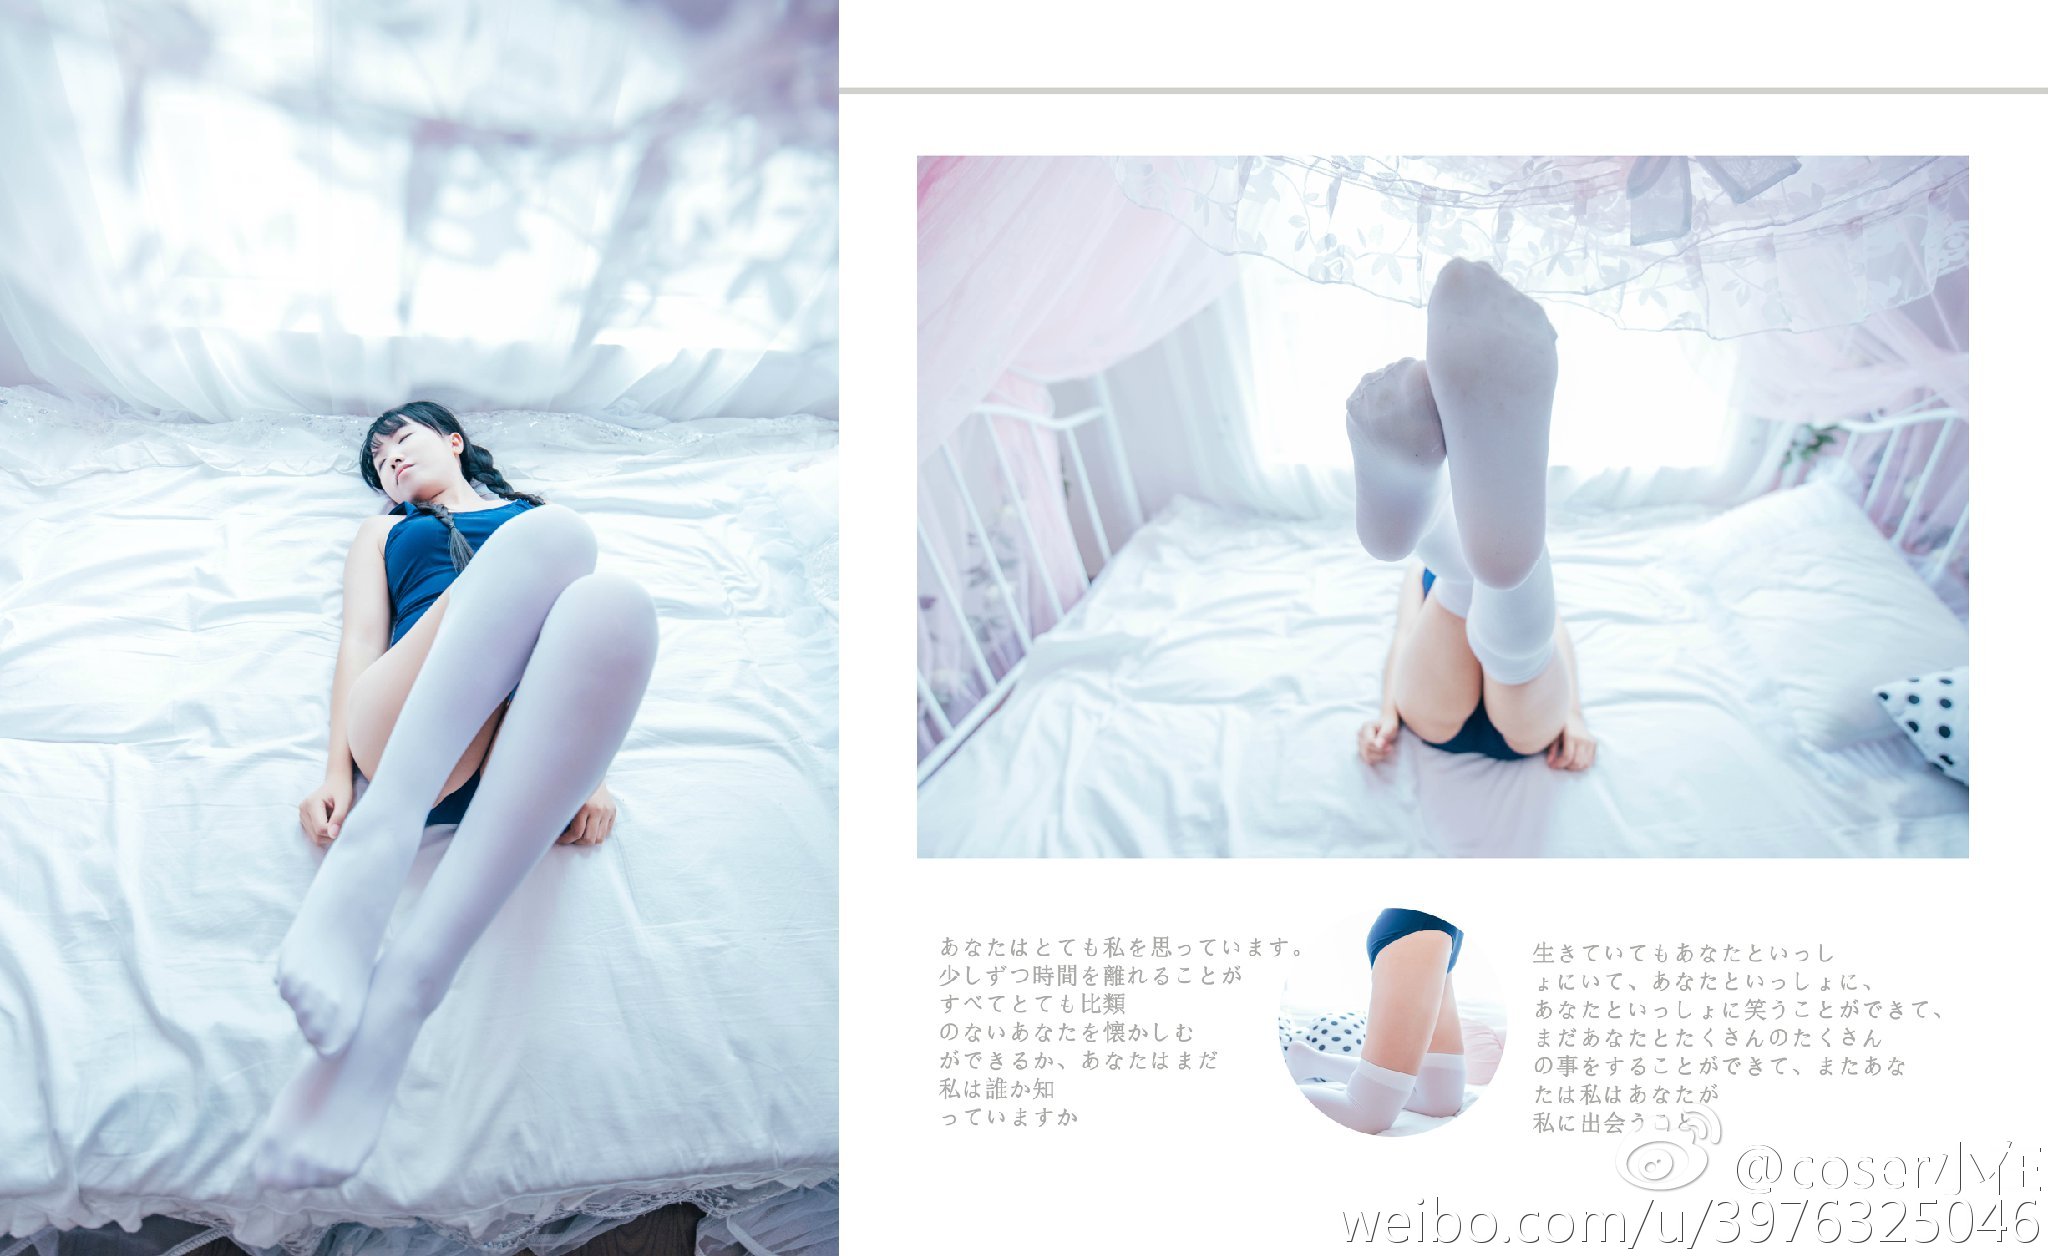 あなたはとても私を思っています。
少しずつ時間を離れることが
すべてとても比類
のないあなたを懐かしむ
ができるか、あなたはまだ
私は誰か知
っていますか
生きていてもあなたといっし
ょにいて、あなたといっしょに、
あなたといっしょに笑うことができて、
まだあなたとたくさんのたくさん
の事をすることができて、またあな
たは私はあなたが
私に出会うこと
@coser小
weibo.com/u/3976325046